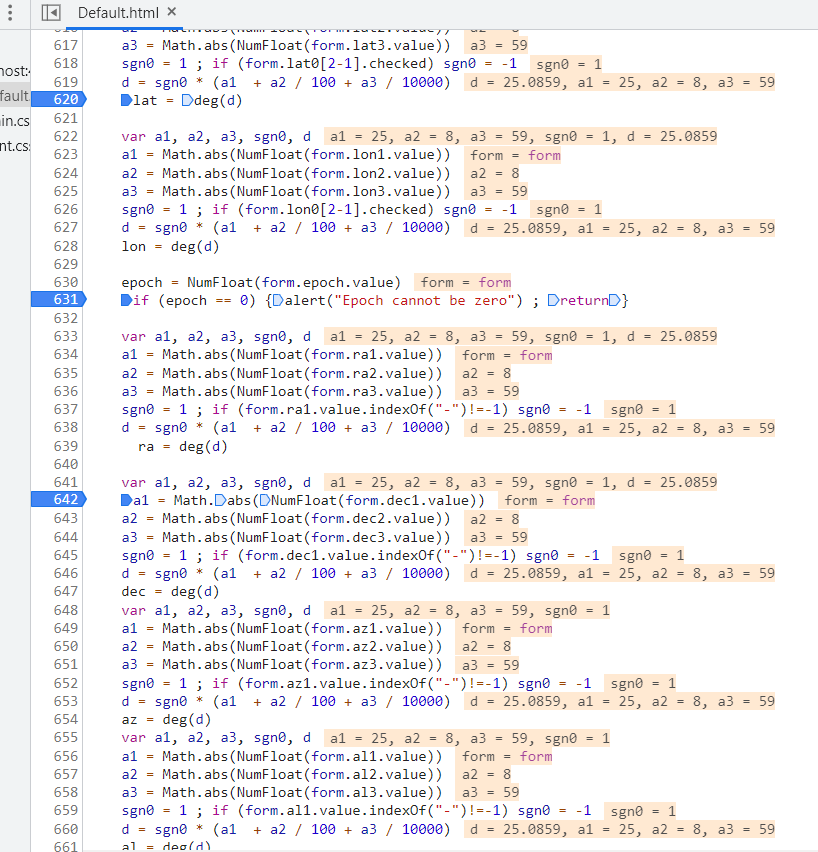 Default.html ×
616 a2 = Math.abs(NumFloat(form.lat2.value)) a2 = 8
617 a3 = Math.abs(NumFloat(form.lat3.value)) a3 = 59
618 sgn0 = 1 ; if (form.lat0[2-1].checked) sgn0 = -1 sgn0 = 1
619 d = sgn0 * (a1  + a2 / 100 + a3 / 10000) d = 25.0859, a1 = 25, a2 = 8, a3 = 59
620 lat = deg(d)
621
622 var a1, a2, a3, sgn0, d a1 = 25, a2 = 8, a3 = 59, sgn0 = 1, d = 25.0859
623 a1 = Math.abs(NumFloat(form.lon1.value)) form = form
624 a2 = Math.abs(NumFloat(form.lon2.value)) a2 = 8
625 a3 = Math.abs(NumFloat(form.lon3.value)) a3 = 59
626 sgn0 = 1 ; if (form.lon0[2-1].checked) sgn0 = -1 sgn0 = 1
627 d = sgn0 * (a1  + a2 / 100 + a3 / 10000) d = 25.0859, a1 = 25, a2 = 8, a3 = 59
628 lon = deg(d)
629
630 epoch = NumFloat(form.epoch.value) form = form
631 if (epoch == 0) {alert("Epoch cannot be zero") ; return}
632
633 var a1, a2, a3, sgn0, d a1 = 25, a2 = 8, a3 = 59, sgn0 = 1, d = 25.0859
634 a1 = Math.abs(NumFloat(form.ra1.value)) form = form
635 a2 = Math.abs(NumFloat(form.ra2.value)) a2 = 8
636 a3 = Math.abs(NumFloat(form.ra3.value)) a3 = 59
637 sgn0 = 1 ; if (form.ra1.value.indexOf("-")!=-1) sgn0 = -1 sgn0 = 1
638 d = sgn0 * (a1  + a2 / 100 + a3 / 10000) d = 25.0859, a1 = 25, a2 = 8, a3 = 59
639 ra = deg(d)
640
641 var a1, a2, a3, sgn0, d a1 = 25, a2 = 8, a3 = 59, sgn0 = 1, d = 25.0859
642 a1 = Math.abs(NumFloat(form.dec1.value)) form = form
643 a2 = Math.abs(NumFloat(form.dec2.value)) a2 = 8
644 a3 = Math.abs(NumFloat(form.dec3.value)) a3 = 59
645 sgn0 = 1 ; if (form.dec1.value.indexOf("-")!=-1) sgn0 = -1 sgn0 = 1
646 d = sgn0 * (a1  + a2 / 100 + a3 / 10000) d = 25.0859, a1 = 25, a2 = 8, a3 = 59
647 dec = deg(d)
648 var a1, a2, a3, sgn0, d a1 = 25, a2 = 8, a3 = 59, sgn0 = 1
649 a1 = Math.abs(NumFloat(form.az1.value)) form = form
650 a2 = Math.abs(NumFloat(form.az2.value)) a2 = 8
651 a3 = Math.abs(NumFloat(form.az3.value)) a3 = 59
652 sgn0 = 1 ; if (form.az1.value.indexOf("-")!=-1) sgn0 = -1 sgn0 = 1
653 d = sgn0 * (a1  + a2 / 100 + a3 / 10000) d = 25.0859, a1 = 25, a2 = 8, a3 = 59
654 az = deg(d)
655 var a1, a2, a3, sgn0, d a1 = 25, a2 = 8, a3 = 59, sgn0 = 1
656 a1 = Math.abs(NumFloat(form.al1.value)) form = form
657 a2 = Math.abs(NumFloat(form.al2.value)) a2 = 8
658 a3 = Math.abs(NumFloat(form.al3.value)) a3 = 59
659 sgn0 = 1 ; if (form.al1.value.indexOf("-")!=-1) sgn0 = -1 sgn0 = 1
660 d = sgn0 * (a1  + a2 / 100 + a3 / 10000) d = 25.0859, a1 = 25, a2 = 8, a3 = 59
661 al = deg(d)